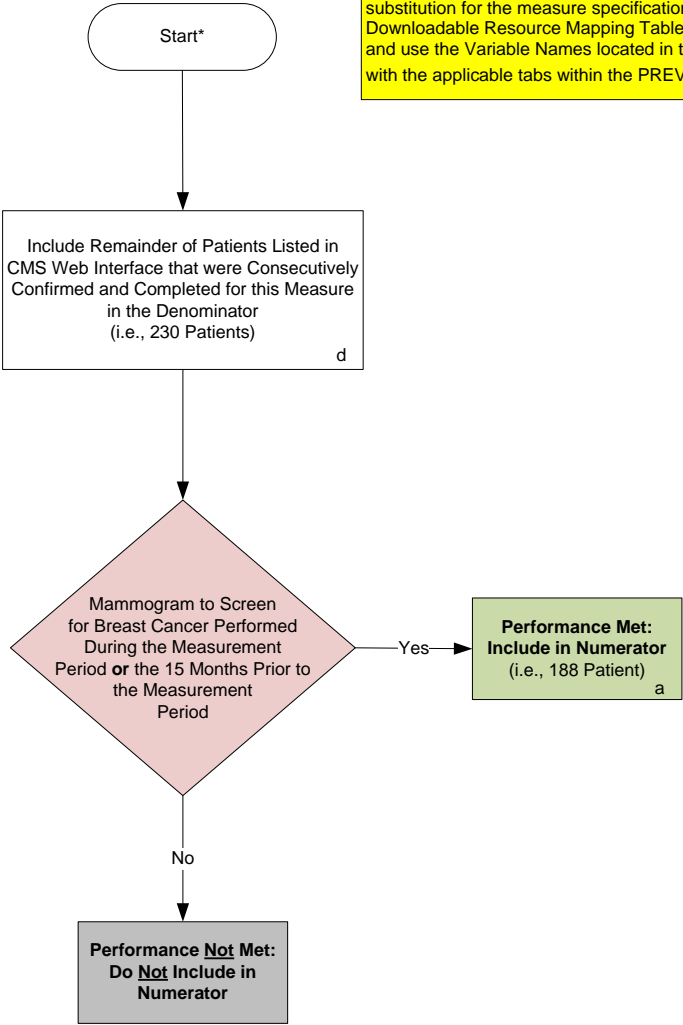 Start*
substitution for the measure specification
Downloadable Resource Mapping Table
and use the Variable Names located in t
with the applicable tabs within the PREV
Include Remainder of Patients Listed in
CMS Web Interface that were Consecutively
Confirmed and Completed for this Measure
in the Denominator
(i.e., 230 Patients)
d
Mammogram to Screen
for Breast Cancer Performed
During the Measurement
Period or the 15 Months Prior to
the Measurement
Period
Yes
Performance Met:
Include in Numerator
(i.e., 188 Patient)
a
No
Performance Not Met:
Do Not Include in
Numerator